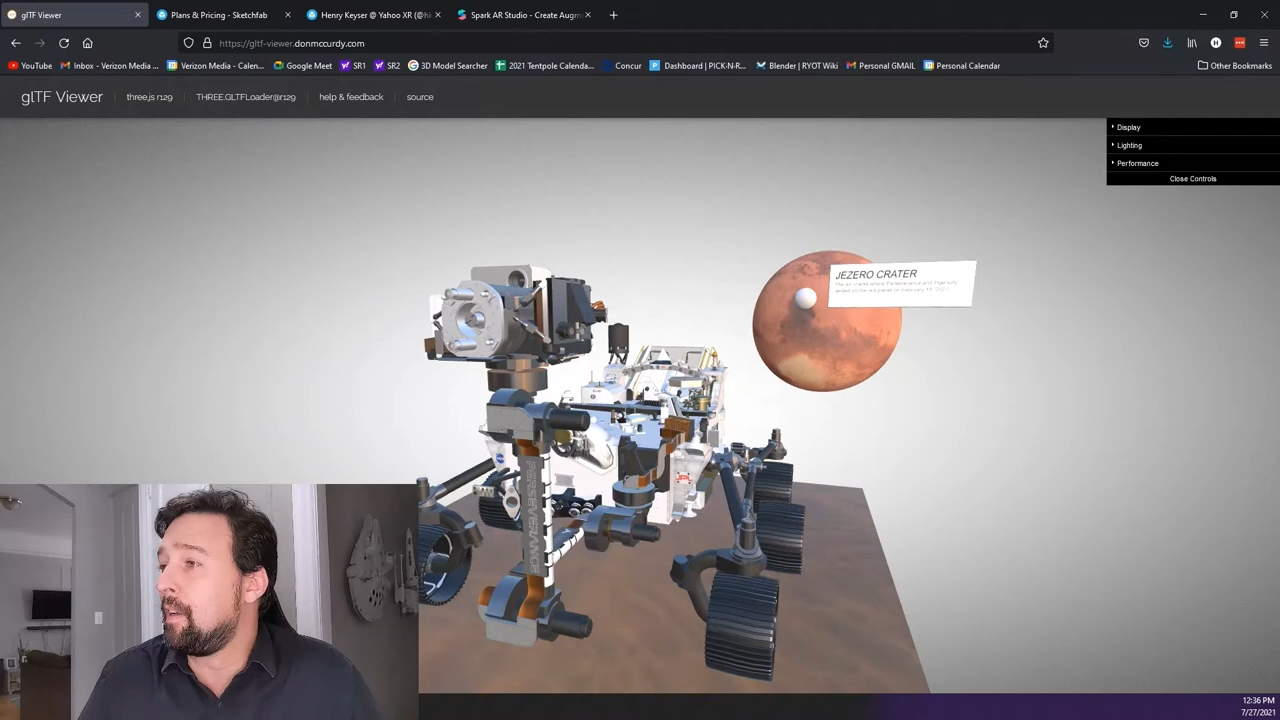 glTF Viewer
Plans & Pricing - Sketchfab
Henry Keyser @ Yahoo XR (@hi
Spark AR Studio - Create Augm
https://gltf-viewer.donmccurdy.com
YouTube
Inbox - Verizon Media ...
Verizon Media - Calen...
Google Meet
SR1
SR2
3D Model Searcher
2021 Tentpole Calenda...
Concur
Dashboard | PICK-N-R...
Blender | RYOT Wiki
Personal GMAIL
Personal Calendar
Other Bookmarks
glTF Viewer
three.js r129
THREE.GLTFLoader@r129
help & feedback
source
Display
Lighting
Performance
Close Controls
JEZERO CRATER
PERSEVERANCE
JPL
12:36 PM
7/27/2021